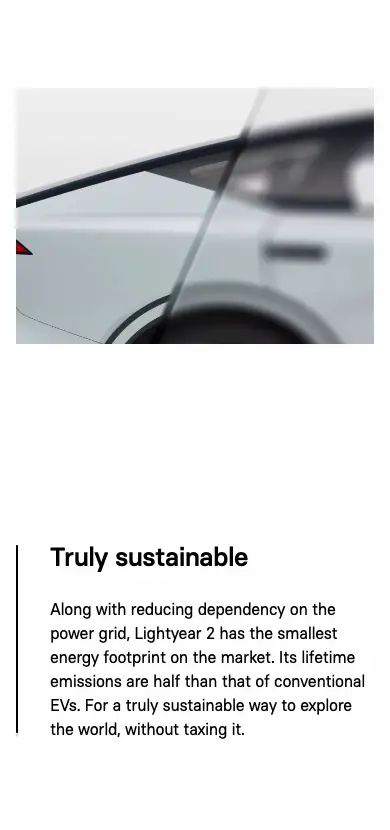 Truly sustainable
Along with reducing dependency on the
power grid, Lightyear 2 has the smallest
energy footprint on the market. Its lifetime
emissions are half than that of conventional
EVs. For a truly sustainable way to explore
the world, without taxing it.